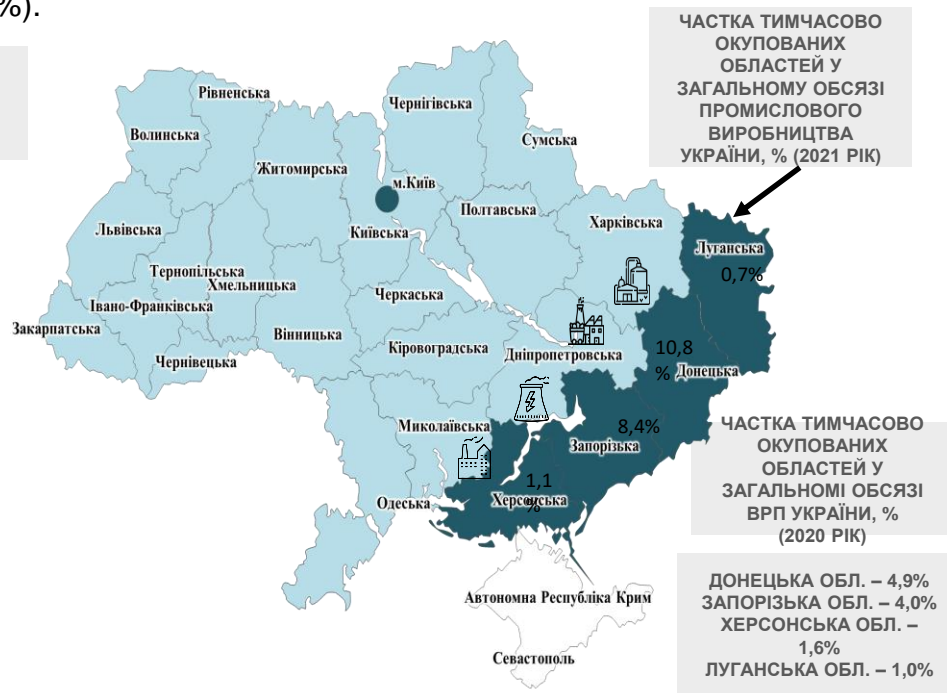 %).
ЧАСТКА ТИМЧАСОВО
ОКУПОВАНИХ
ОБЛАСТЕЙ У
ЗАГАЛЬНОМУ ОБСЯЗІ
ПРОМИСЛОВОГО
ВИРОБНИЦТВА
УКРАЇНИ, % (2021 РІК)
Рівненська
Волинська
Чернігівська
Сумська
Житомирська
м.Київ
Полтавська
Харківська
Львівська
Київська
Луганська
0,7%
Тернопільська
Хмельницька
Черкаська
Івано-Франківська
Закарпатська
Вінницька
Кіровоградська
Дніпропетровська
10,8
%
Донецька
Чернівецька
Миколаївська
8,4%
Запорізька
1,1
%
Херсонська
Одеська
ЧАСТКА ТИМЧАСОВО
ОКУПОВАНИХ
ОБЛАСТЕЙ У
ЗАГАЛЬНОМІ ОБСЯЗІ
ВРП УКРАЇНИ, %
(2020 РІК)
ДОНЕЦЬКА ОБЛ. – 4,9%
ЗАПОРІЗЬКА ОБЛ. – 4,0%
ХЕРСОНСЬКА ОБЛ. –
1,6%
ЛУГАНСЬКА ОБЛ. – 1,0%
Автономна Республіка Крим
Севастополь